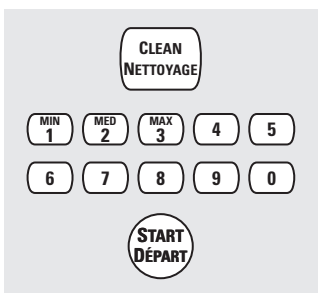 CLEAN
NETTOYAGE
MIN MED MAX
1 2 3 4 5
6 7 8 9 0
START
DÉPART